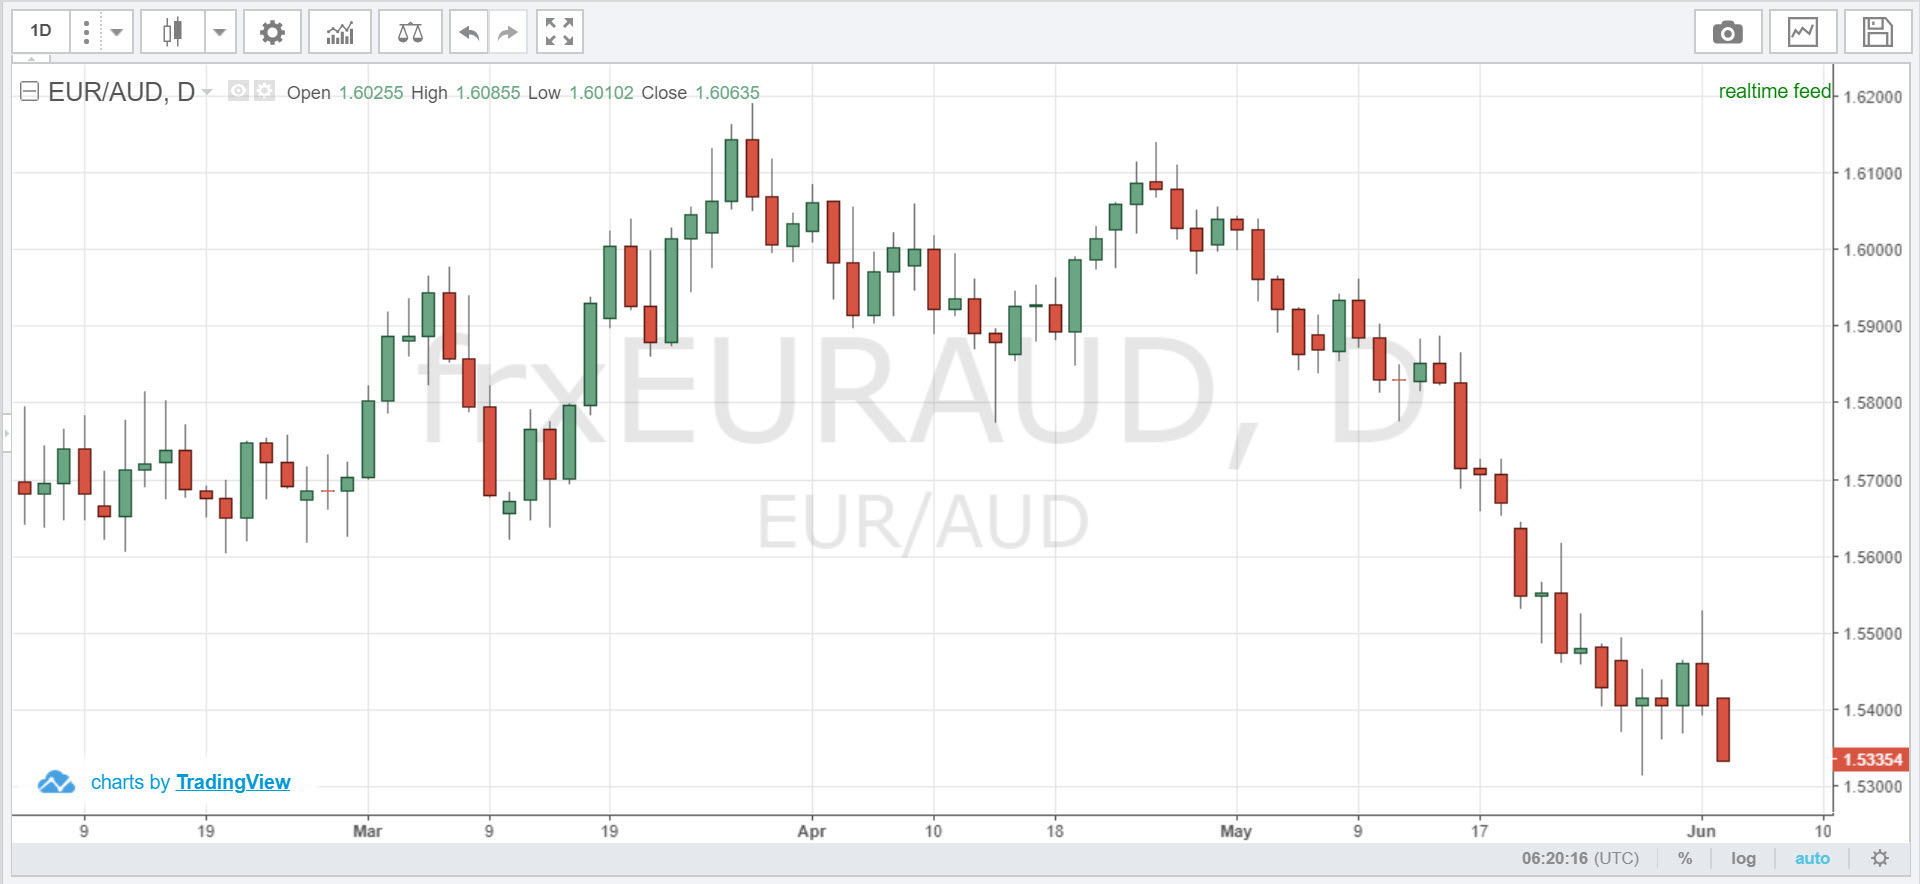 1D
EUR/AUD, D Open 1.60255 High 1.60855 Low 1.60102 Close 1.60635
realtime feed
1.62000
1.61000
1.60000
1.59000
1.58000
1.57000
1.56000
1.55000
1.54000
1.53354
1.53000
frxEURAUD, D
EUR/AUD
charts by TradingView
9 19 Mar 9 19 Apr 10 18 May 9 17 Jun 10
06:20:16 (UTC) % log auto